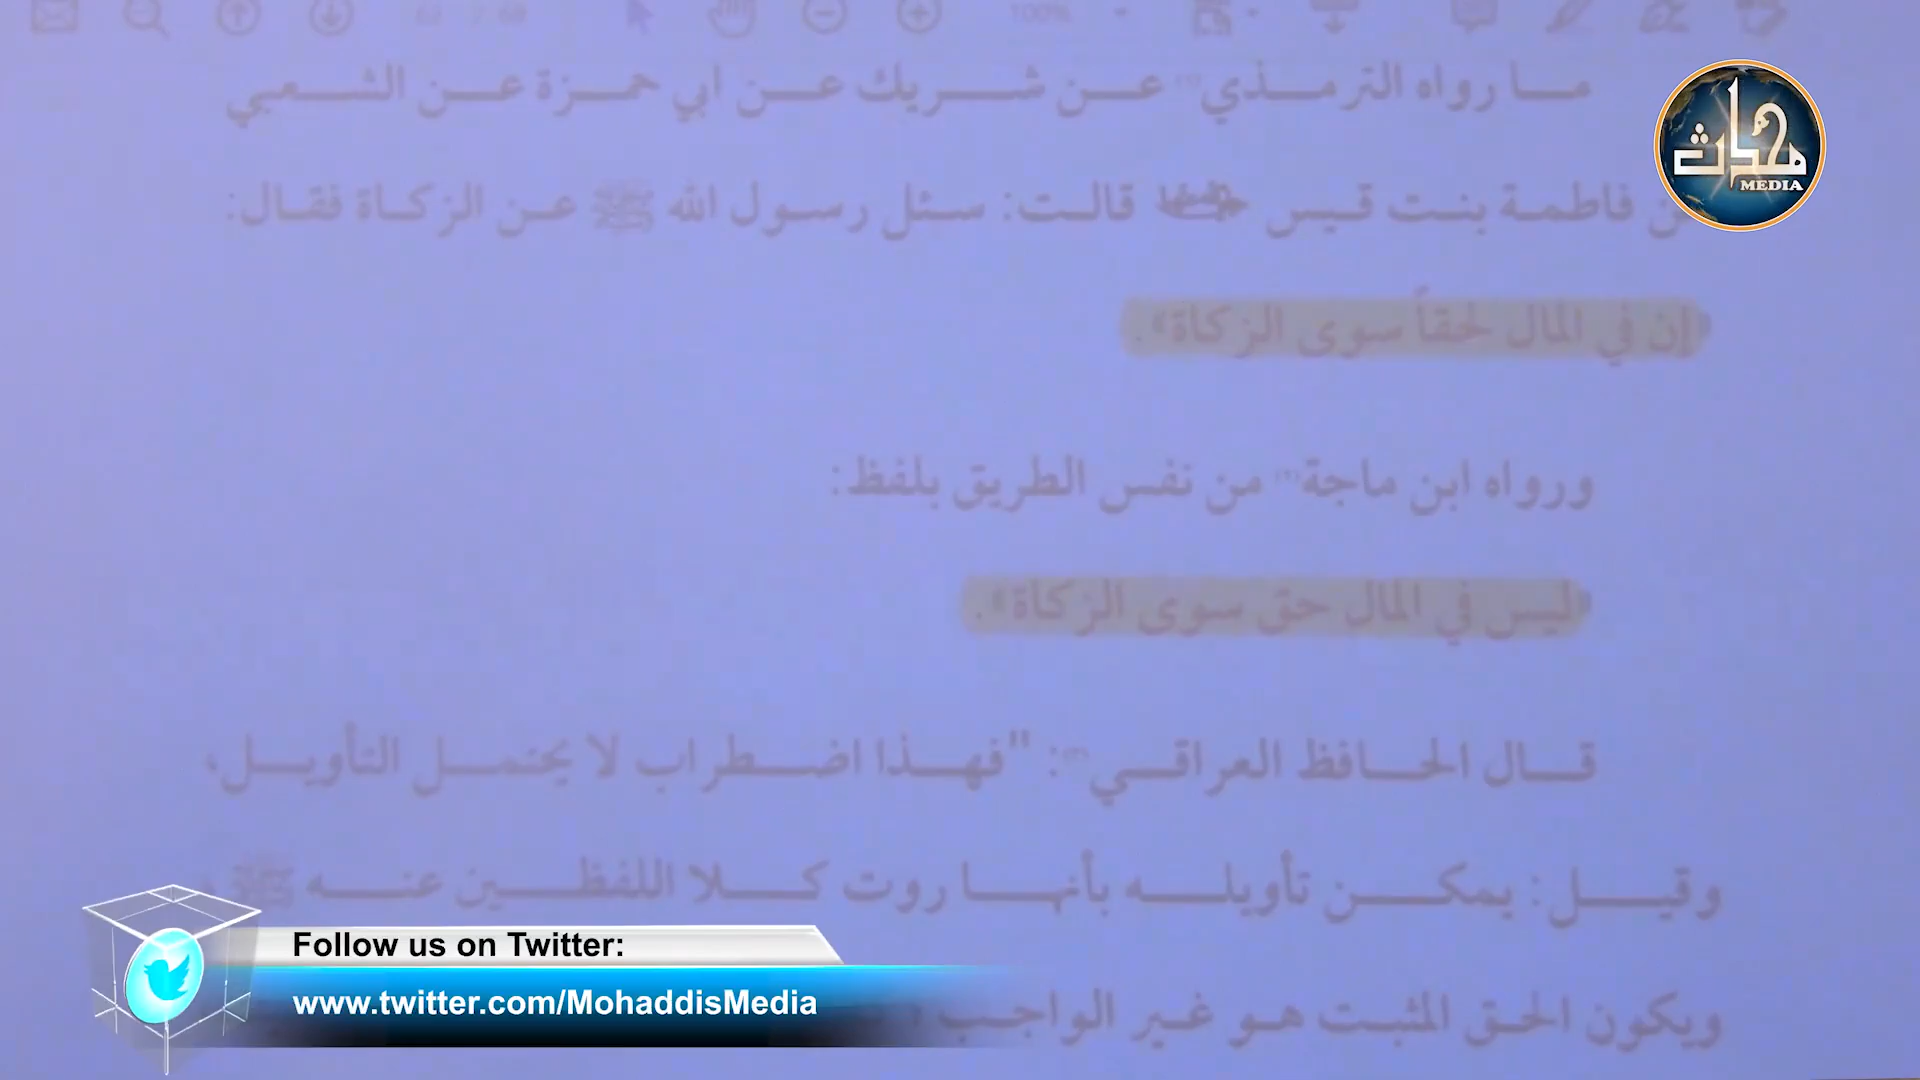 100%
محدث
MEDIA
ما رواه الترمذي عن شريك عن أبي حمزة عن الشعبي
عن فاطمة بنت قيس قالت: سئل رسول الله ﷺ عن الزكاة فقال:
إن في المال لحقاً سوى الزكاة».
ورواه ابن ماجة من نفس الطريق بلفظ:
ليس في المال حق سوى الزكاة».
قال الحافظ العراقي: "فهذا اضطراب لا يحتمل التأويل،
وقيل: يمكن تأويله بأنها روت كلا اللفظين عنه ﷺ
ويكون الحق المثبت هو غير الواجب
Follow us on Twitter:
www.twitter.com/MohaddisMedia